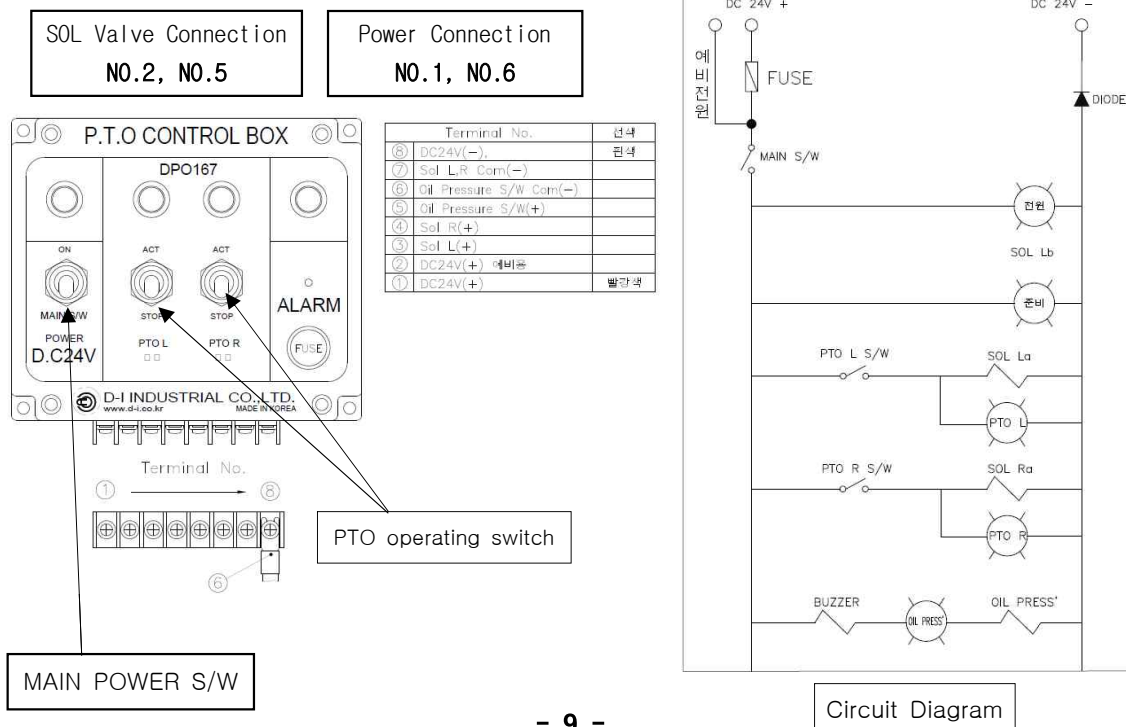 SOL Valve Connection
NO.2, NO.5
Power Connection
NO.1, NO.6
P.T.O CONTROL BOX
DPO167
ON
MAIN S/W
POWER
D.C24V
ACT
STOP
PTO L
ACT
STOP
PTO R
ALARM
FUSE
D-I INDUSTRIAL CO.,LTD.
www.d-i.co.kr
MADE IN KOREA
Terminal No.
① ⑧
⑥
Terminal No. 선색
⑧ DC24V(−), 흰색
⑦ Sol L,R Com(−)
⑥ Oil Pressure S/W Com(−)
⑤ Oil Pressure S/W(+)
④ Sol R(+)
③ Sol L(+)
② DC24V(+) 예비용
① DC24V(+) 빨강색
PTO operating switch
MAIN POWER S/W
DC 24V +
DC 24V −
예비전원
FUSE
DIODE
MAIN S/W
전원
SOL Lb
준비
PTO L S/W
SOL La
PTO L
PTO R S/W
SOL Ra
PTO R
BUZZER
OIL PRESS'
OIL PRESS'
Circuit Diagram
- 9 -